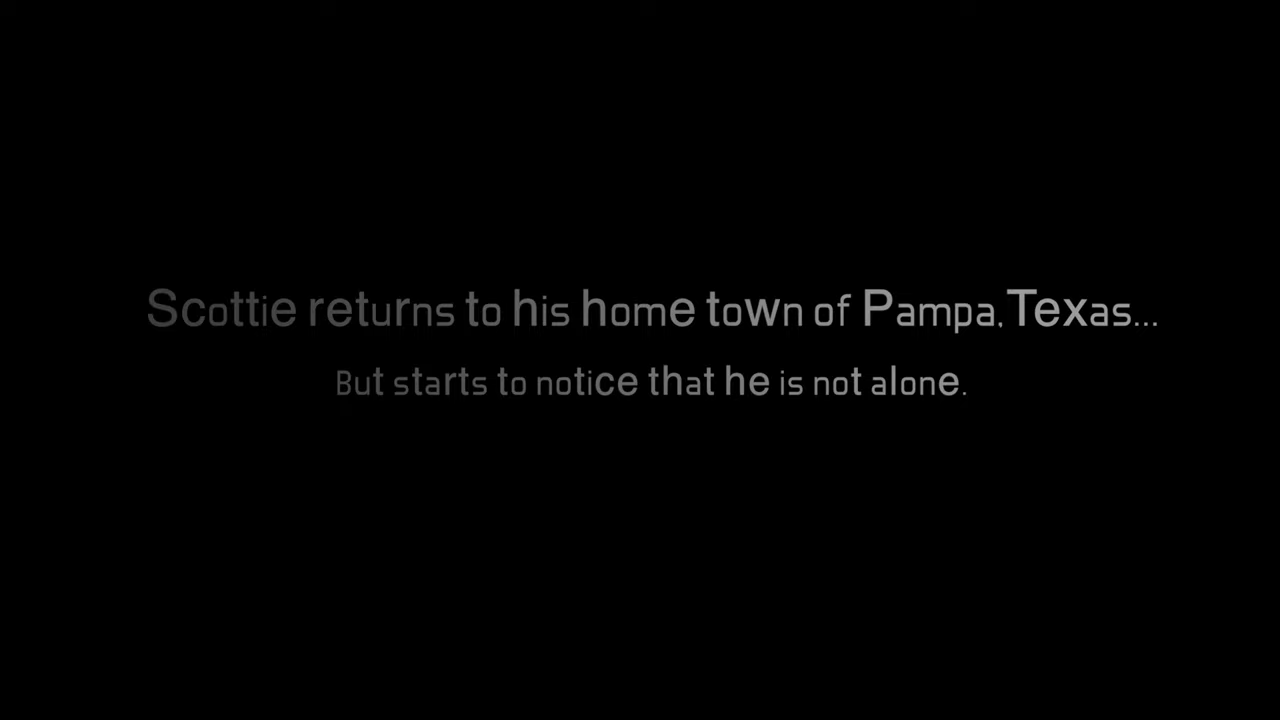 Scottie returns to his home town of Pampa, Texas...
But starts to notice that he is not alone.